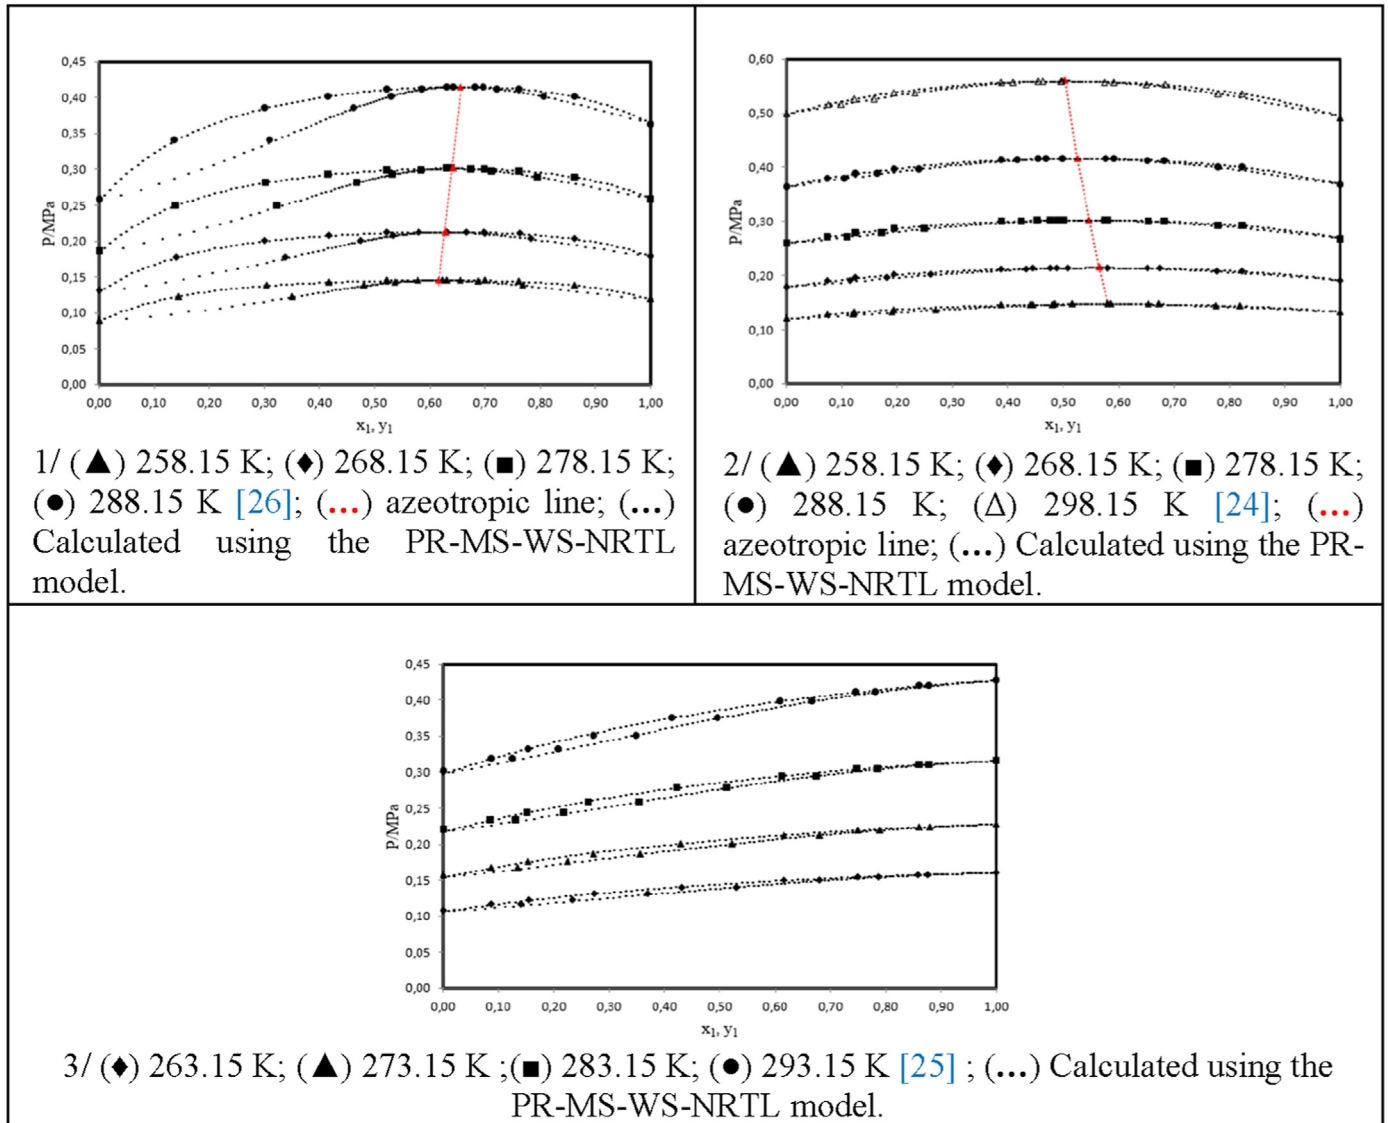 0,45
0,40
0,35
0,30
0,25
0,20
0,15
0,10
0,05
0,00
P/MPa
0,00 0,10 0,20 0,30 0,40 0,50 0,60 0,70 0,80 0,90 1,00
x₁, y₁
1/ (▲) 258.15 K; (♦) 268.15 K; (■) 278.15 K;
(●) 288.15 K [26]; (...) azeotropic line; (...)
Calculated using the PR-MS-WS-NRTL
model.
0,60
0,50
0,40
0,30
0,20
0,10
0,00
P/MPa
0,00 0,10 0,20 0,30 0,40 0,50 0,60 0,70 0,80 0,90 1,00
x₁, y₁
2/ (▲) 258.15 K; (♦) 268.15 K; (■) 278.15 K;
(●) 288.15 K; (Δ) 298.15 K [24]; (...)
azeotropic line; (...) Calculated using the PR-
MS-WS-NRTL model.
0,45
0,40
0,35
0,30
0,25
0,20
0,15
0,10
0,05
0,00
P/MPa
0,00 0,10 0,20 0,30 0,40 0,50 0,60 0,70 0,80 0,90 1,00
x₁, y₁
3/ (♦) 263.15 K; (▲) 273.15 K ;(■) 283.15 K; (●) 293.15 K [25] ; (...) Calculated using the
PR-MS-WS-NRTL model.